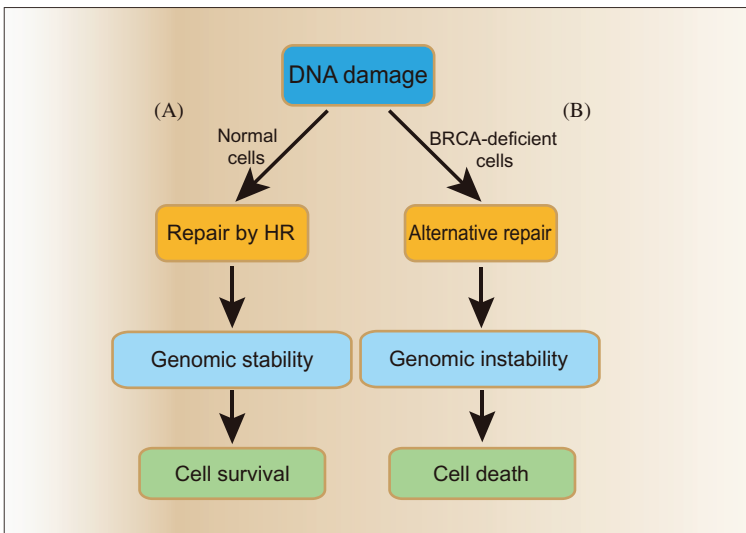 DNA damage
(A)
(B)
Normal
cells
BRCA-deficient
cells
Repair by HR
Alternative repair
Genomic stability
Genomic instability
Cell survival
Cell death